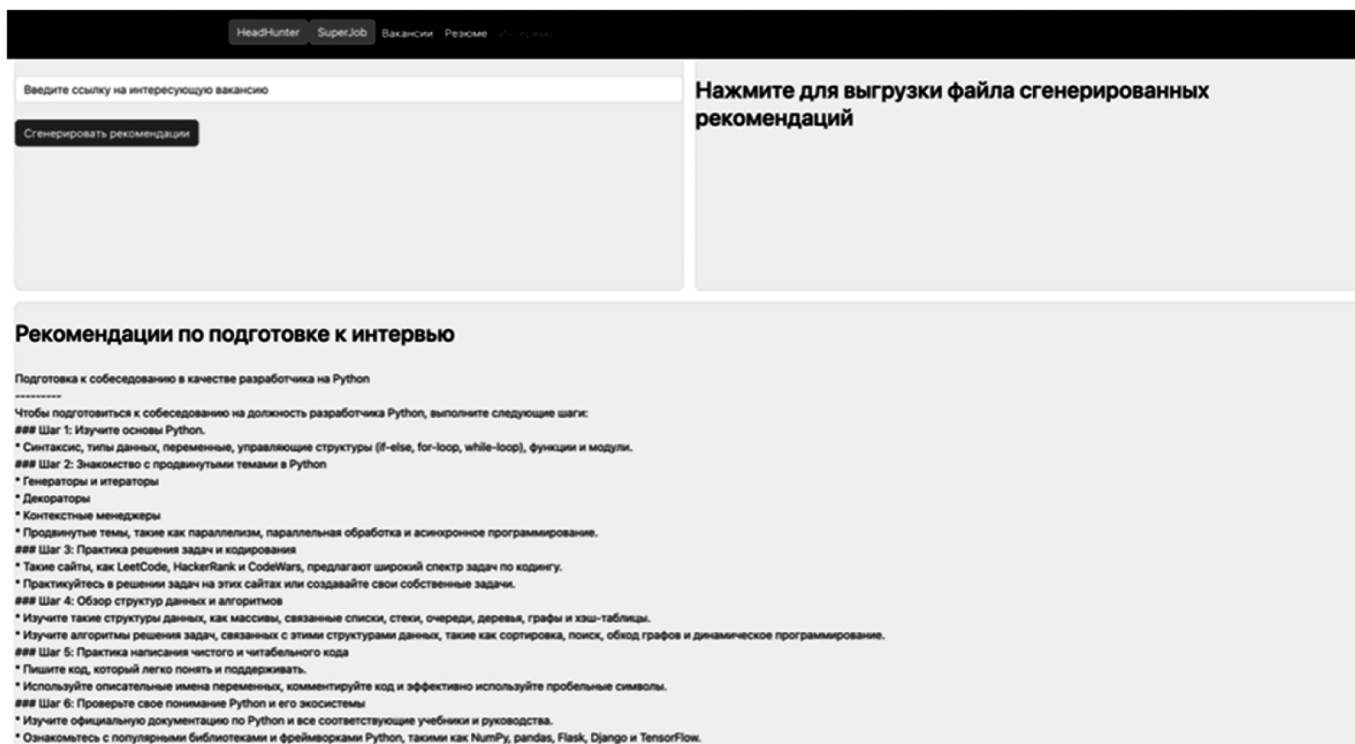 HeadHunter SuperJob Вакансии Резюме Интервью
Введите ссылку на интересующую вакансию
Сгенерировать рекомендации
Нажмите для выгрузки файла сгенерированных
рекомендаций
Рекомендации по подготовке к интервью
Подготовка к собеседованию в качестве разработчика на Python
---------
Чтобы подготовиться к собеседованию на должность разработчика Python, выполните следующие шаги:
### Шаг 1: Изучите основы Python.
* Синтаксис, типы данных, переменные, управляющие структуры (if-else, for-loop, while-loop), функции и модули.
### Шаг 2: Знакомство с продвинутыми темами в Python
* Генераторы и итераторы
* Декораторы
* Контекстные менеджеры
* Продвинутые темы, такие как параллелизм, параллельная обработка и асинхронное программирование.
### Шаг 3: Практика решения задач и кодирования
* Такие сайты, как LeetCode, HackerRank и CodeWars, предлагают широкий спектр задач по кодингу.
* Практикуйтесь в решении задач на этих сайтах или создавайте свои собственные задачи.
### Шаг 4: Обзор структур данных и алгоритмов
* Изучите такие структуры данных, как массивы, связанные списки, стеки, очереди, деревья, графы и хэш-таблицы.
* Изучите алгоритмы решения задач, связанных с этими структурами данных, такие как сортировка, поиск, обход графов и динамическое программирование.
### Шаг 5: Практика написания чистого и читабельного кода
* Пишите код, который легко понять и поддерживать.
* Используйте описательные имена переменных, комментируйте код и эффективно используйте пробельные символы.
### Шаг 6: Проверьте свое понимание Python и его экосистемы
* Изучите официальную документацию по Python и все соответствующие учебники и руководства.
* Ознакомьтесь с популярными библиотеками и фреймворками Python, такими как NumPy, pandas, Flask, Django и TensorFlow.